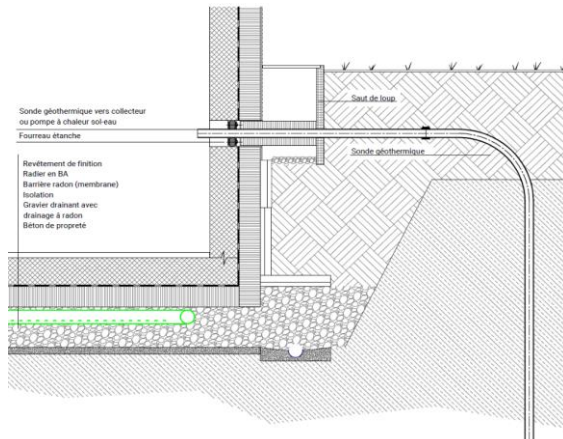 Sonde géothermique vers collecteur
ou pompe à chaleur sol-eau
Fourreau étanche
Revêtement de finition
Radier en BA
Barrière radon (membrane)
Isolation
Gravier drainant avec
drainage à radon
Béton de propreté
Saut de loup
Sonde géothermique